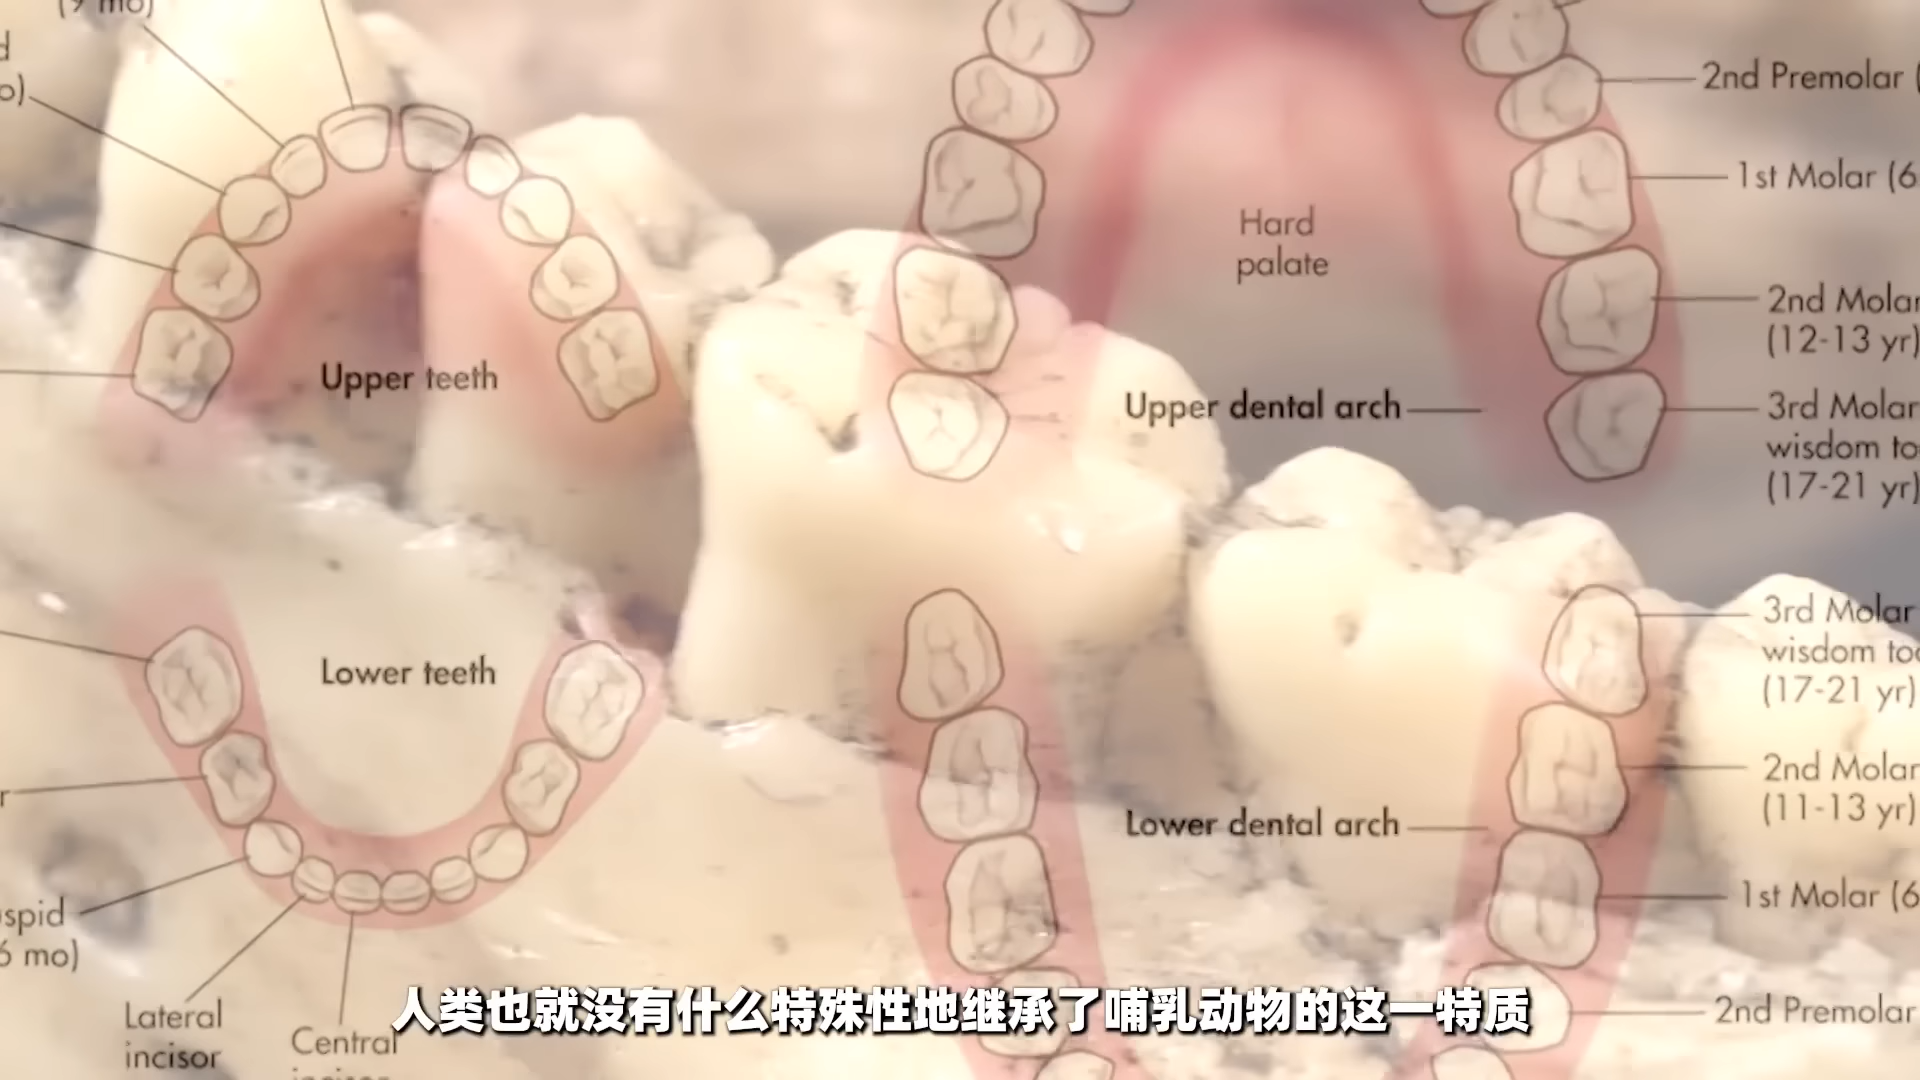 (9 mo)
2nd Premolar (
1st Molar (6
Hard
palate
2nd Molar
(12-13 yr)
Upper teeth
Upper dental arch
3rd Molar
wisdom to
(17-21 yr)
3rd Molar
wisdom too
(17-21 yr)
Lower teeth
2nd Molar
(11-13 yr)
Lower dental arch
1st Molar (6
spid
6 mo)
2nd Premolar
Lateral
incisor
Central
人类也就没有什么特殊性地继承了哺乳动物的这一特质